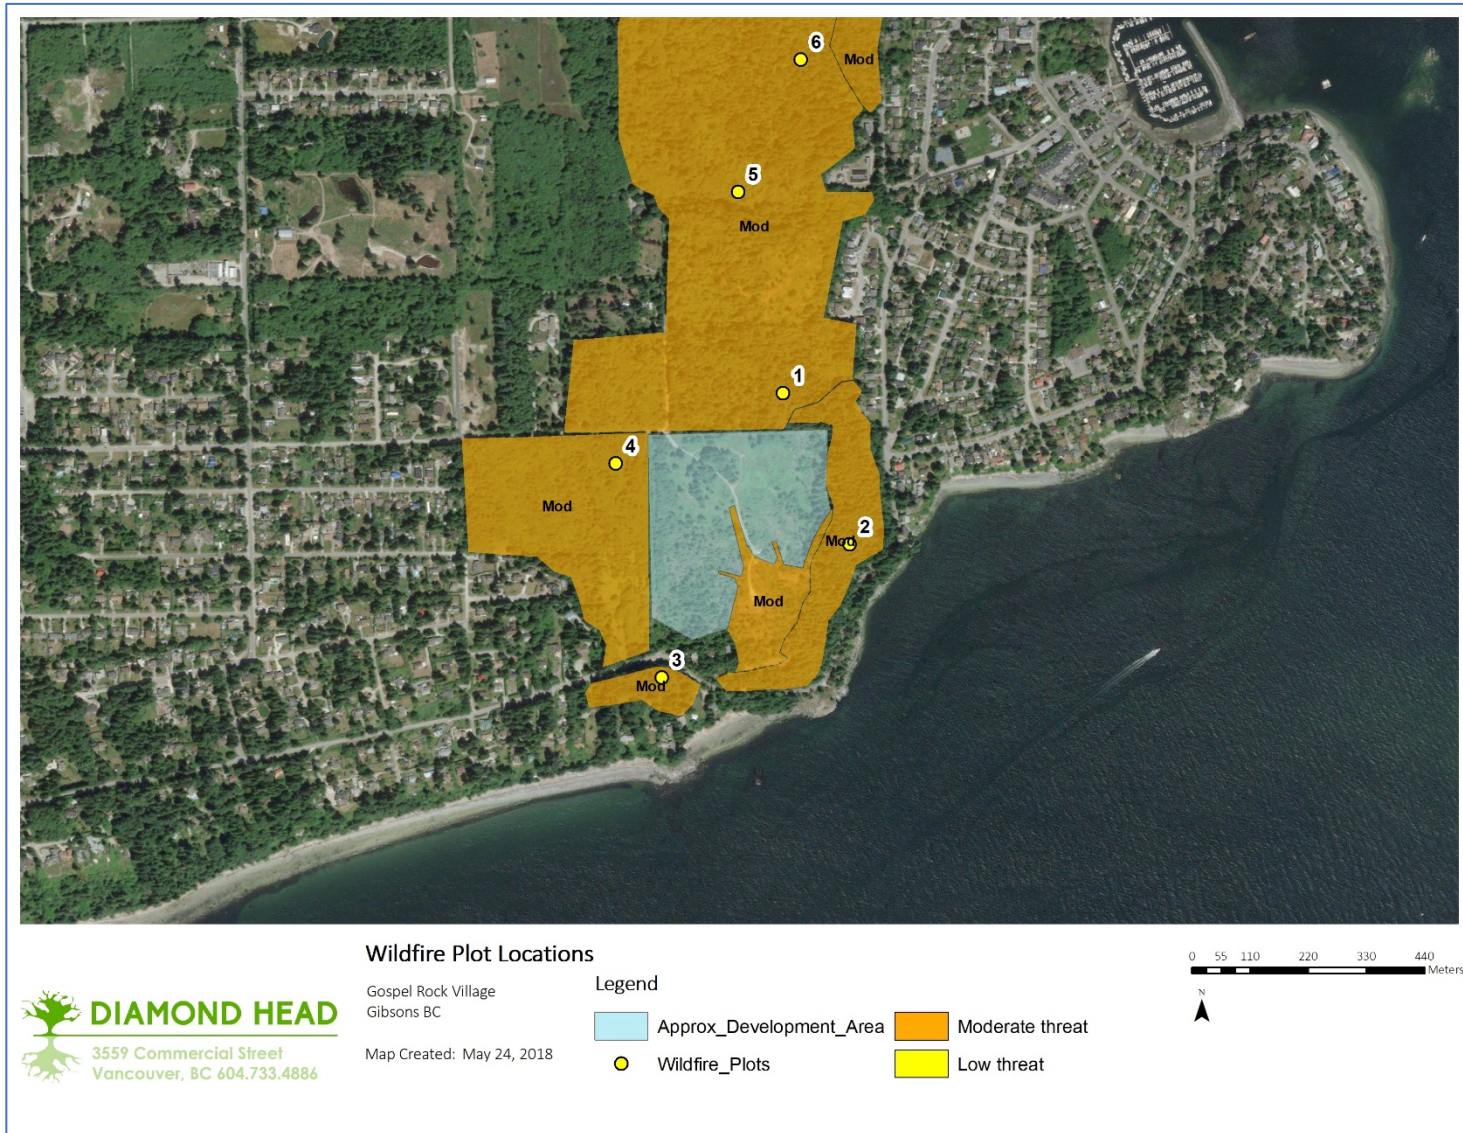 6
Mod
5
Mod
1
4
Mod
2
Mod
Mod
3
Mod
Wildfire Plot Locations
Gospel Rock Village
Gibsons BC
Map Created: May 24, 2018
Legend
Approx_Development_Area
Moderate threat
Wildfire_Plots
Low threat
0 55 110 220 330 440
Meters
N
DIAMOND HEAD
3559 Commercial Street
Vancouver, BC 604.733.4886